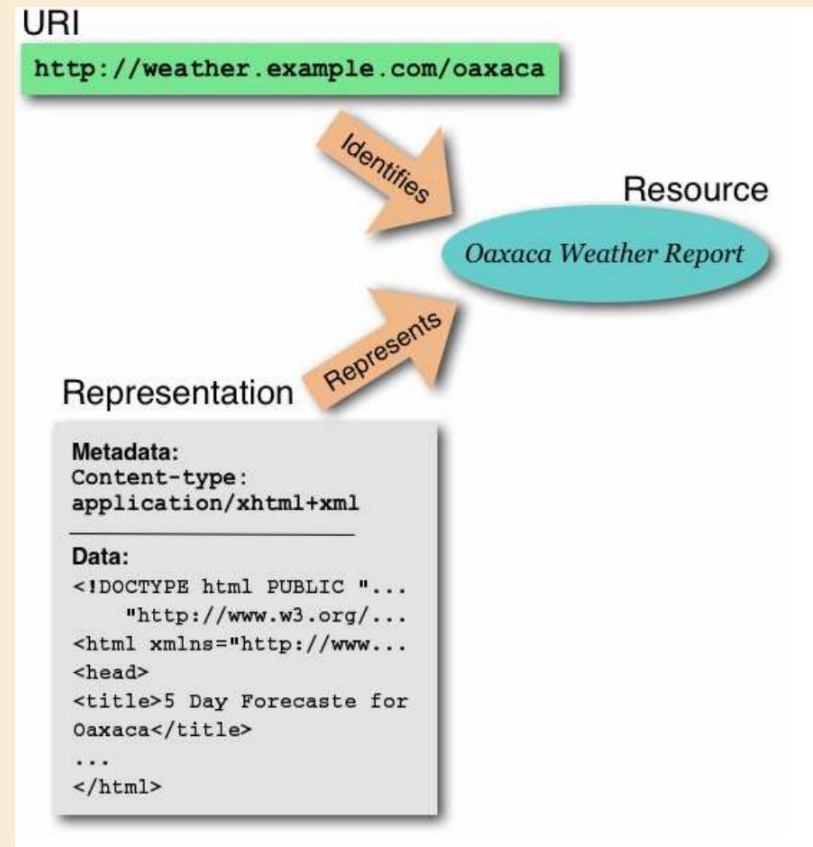 URI
http://weather.example.com/oaxaca
Identifies
Resource
Oaxaca Weather Report
Represents
Representation
Metadata:
Content-type:
application/xhtml+xml
Data:
<!DOCTYPE html PUBLIC "...
"http://www.w3.org/...
<html xmlns="http://www...
<head>
<title>5 Day Forecaste for
Oaxaca</title>
...
</html>